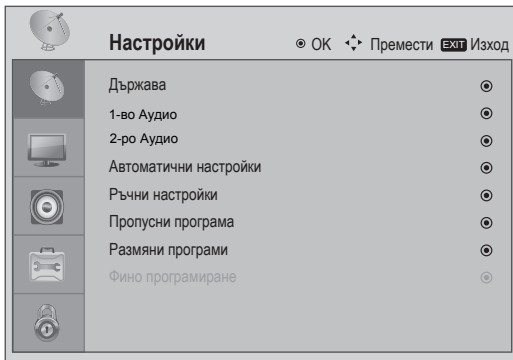 Настройки OK Премести EXIT Изход
Държава
1-во Аудио
2-ро Аудио
Автоматични настройки
Ръчни настройки
Пропусни програма
Размяни програми
Фино програмиране